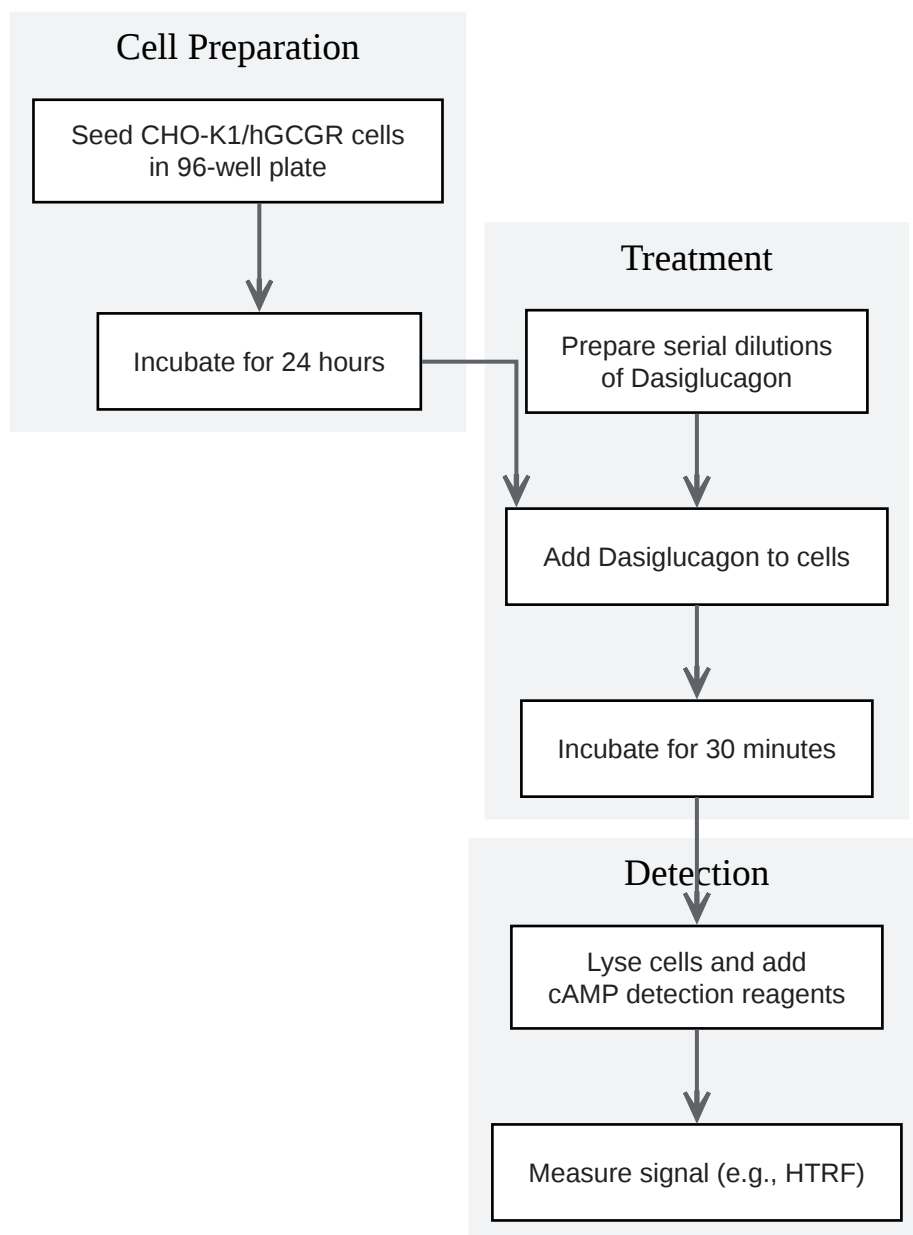 Cell Preparation
Seed CHO-K1/hGCGR cells
in 96-well plate
Incubate for 24 hours
Treatment
Prepare serial dilutions
of Dasiglucagon
Add Dasiglucagon to cells
Incubate for 30 minutes
Detection
Lyse cells and add
cAMP detection reagents
Measure signal (e.g., HTRF)